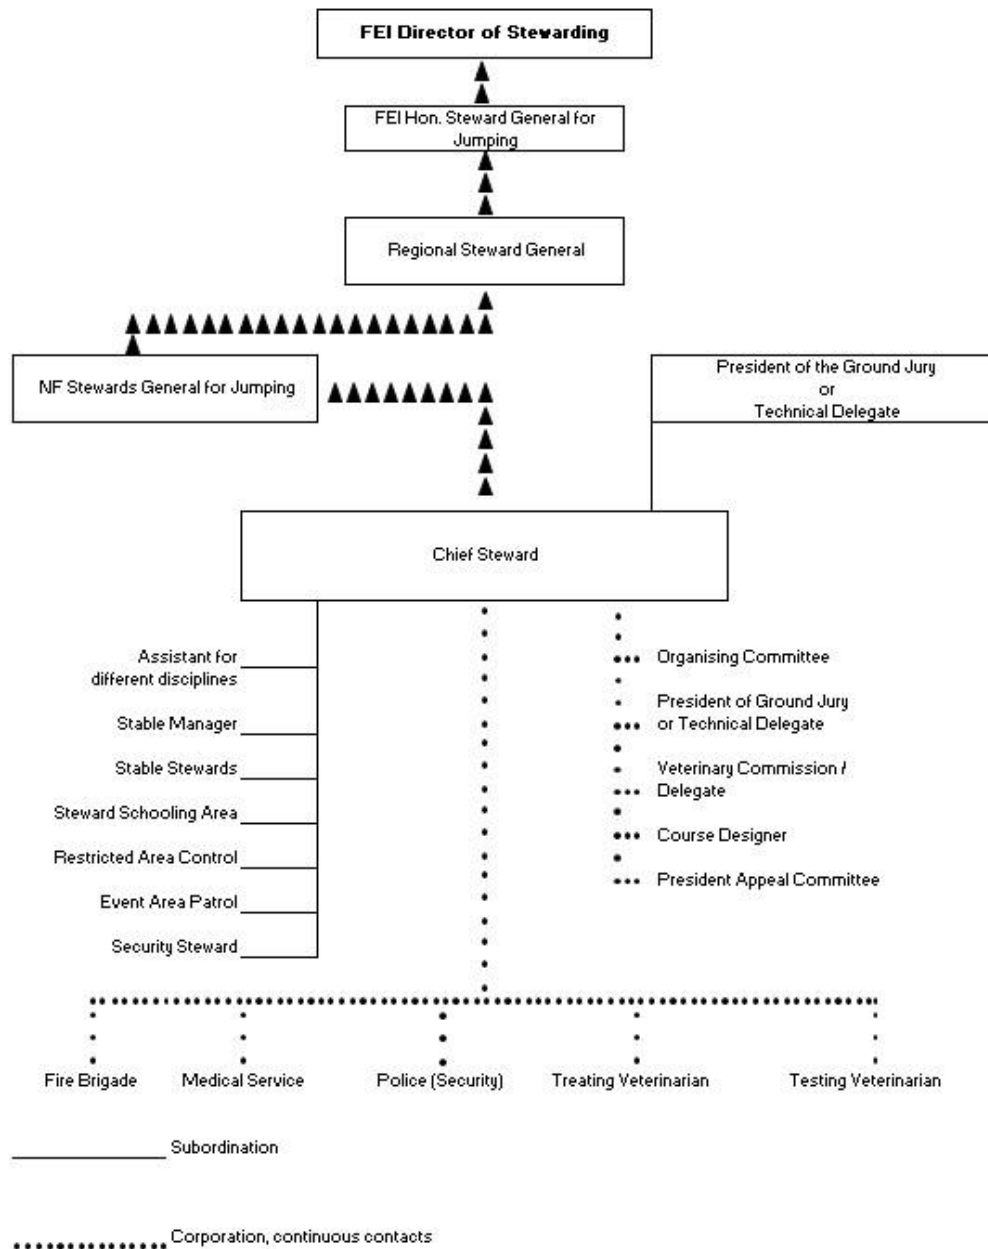 FEI Director of Stewarding
FEI Hon. Steward General for
Jumping
Regional Steward General
NF Stewards General for Jumping
President of the Ground Jury
or
Technical Delegate
Chief Steward
Assistant for
different disciplines
Stable Manager
Stable Stewards
Steward Schooling Area
Restricted Area Control
Event Area Patrol
Security Steward
Organising Committee
President of Ground Jury
or Technical Delegate
Veterinary Commission /
Delegate
Course Designer
President Appeal Committee
Fire Brigade
Medical Service
Police (Security)
Treating Veterinarian
Testing Veterinarian
Subordination
Corporation, continuous contacts